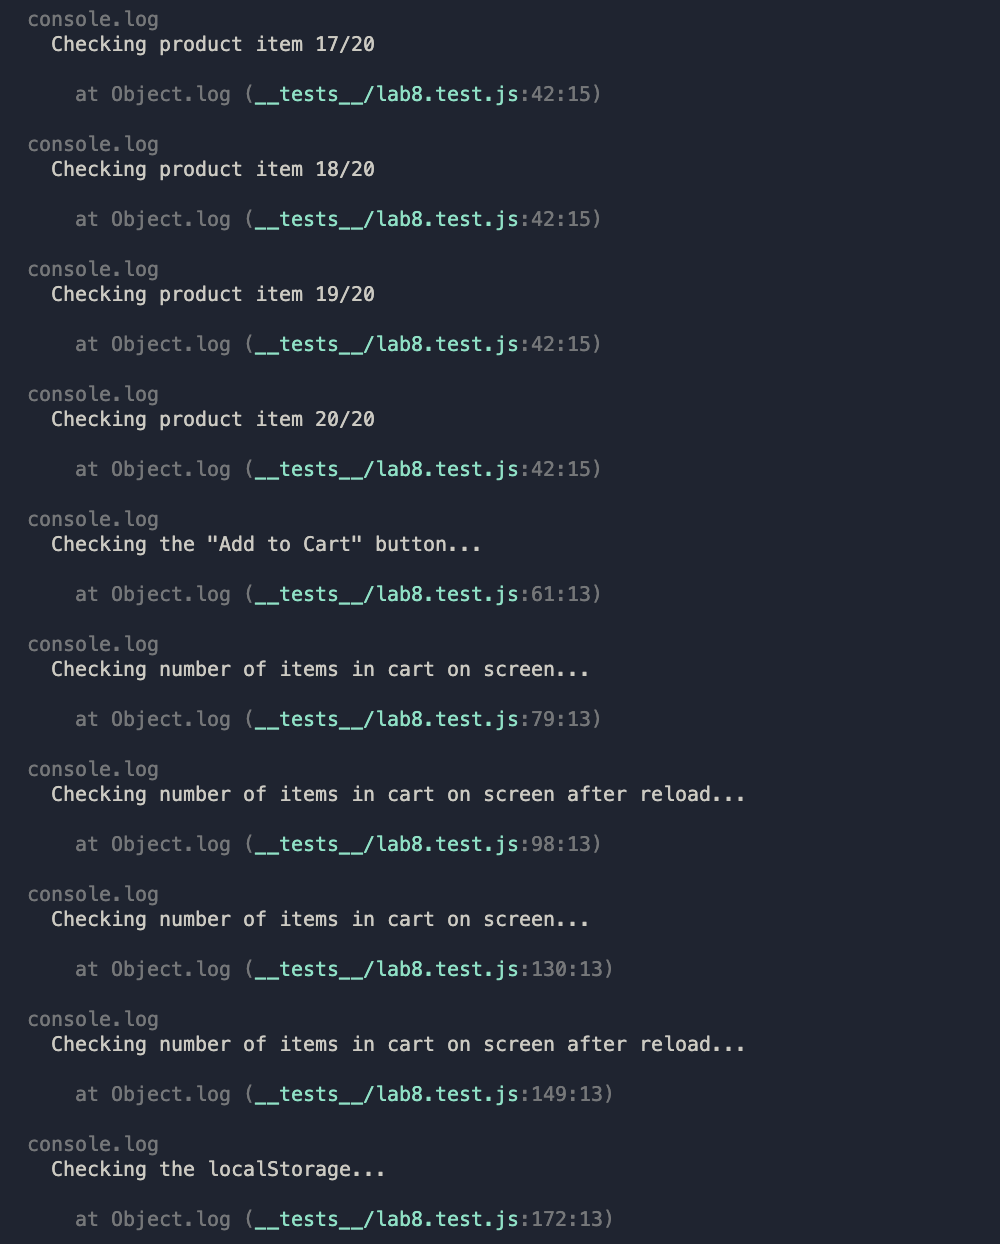 console.log
Checking product item 17/20
at Object.log (__tests__/lab8.test.js:42:15)
console.log
Checking product item 18/20
at Object.log (__tests__/lab8.test.js:42:15)
console.log
Checking product item 19/20
at Object.log (__tests__/lab8.test.js:42:15)
console.log
Checking product item 20/20
at Object.log (__tests__/lab8.test.js:42:15)
console.log
Checking the "Add to Cart" button...
at Object.log (__tests__/lab8.test.js:61:13)
console.log
Checking number of items in cart on screen...
at Object.log (__tests__/lab8.test.js:79:13)
console.log
Checking number of items in cart on screen after reload...
at Object.log (__tests__/lab8.test.js:98:13)
console.log
Checking number of items in cart on screen...
at Object.log (__tests__/lab8.test.js:130:13)
console.log
Checking number of items in cart on screen after reload...
at Object.log (__tests__/lab8.test.js:149:13)
console.log
Checking the localStorage...
at Object.log (__tests__/lab8.test.js:172:13)